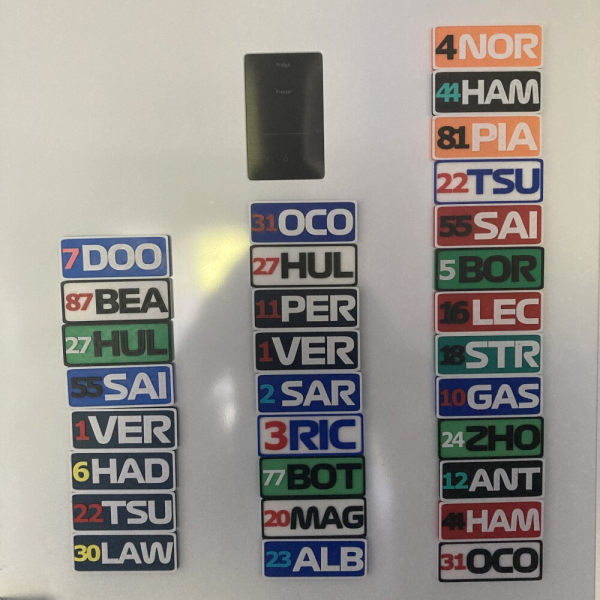 7 DOO
87 BEA
27 HUL
55 SAI
1 VER
6 HAD
22 TSU
30 LAW
31 OCO
27 HUL
11 PER
1 VER
2 SAR
3 RIC
77 BOT
20 MAG
23 ALB
4 NOR
44 HAM
81 PIA
22 TSU
55 SAI
5 BOR
16 LEC
18 STR
10 GAS
24 ZHO
12 ANT
44 HAM
31 OCO